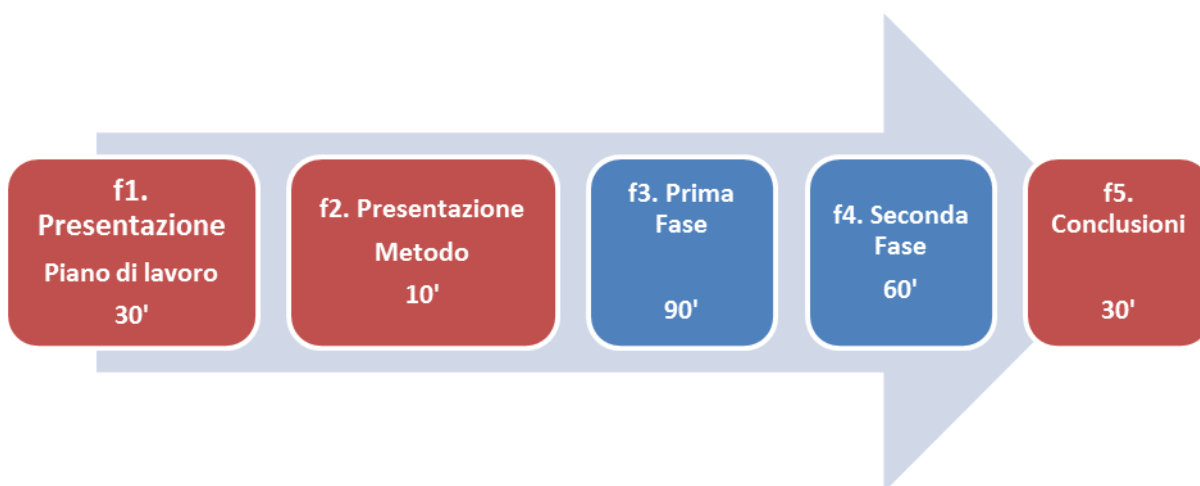 f1.
Presentazione
Piano di lavoro
30'
f2. Presentazione
Metodo
10'
f3. Prima
Fase
90'
f4. Seconda
Fase
60'
f5.
Conclusioni
30'